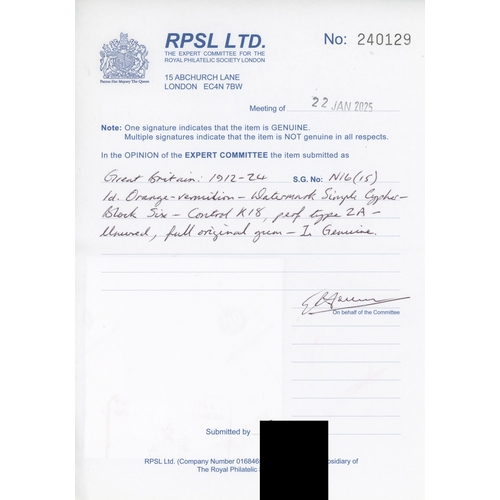 RPSL LTD.
THE EXPERT COMMITTEE FOR THE
ROYAL PHILATELIC SOCIETY LONDON
No: 240129
15 ABCHURCH LANE
LONDON EC4N 7BW
Meeting of 22 JAN 2025
Note: One signature indicates that the item is GENUINE.
Multiple signatures indicate that the item is NOT genuine in all respects.
In the OPINION of the EXPERT COMMITTEE the item submitted as
Great Britain: 1912-24 S.G. No: N16(15)
1d. Orange-vermilion - Watermark Simple Cypher -
Block Six - Control K18, perf type 2A -
Unused, full original gum - Is Genuine.
On behalf of the Committee
Submitted by
RPSL Ltd. (Company Number 016846 sidiary of
The Royal Philatelic S